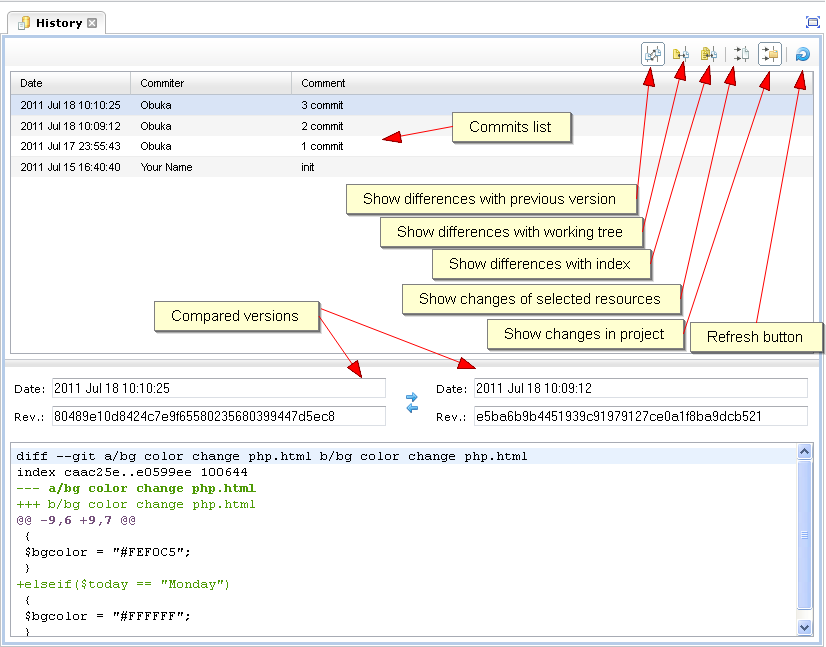 History
Date Commiter Comment
2011 Jul 18 10:10:25 Obuka 3 commit
2011 Jul 18 10:09:12 Obuka 2 commit
2011 Jul 17 23:55:43 Obuka 1 commit
2011 Jul 15 16:40:40 Your Name init
Commits list
Show differences with previous version
Show differences with working tree
Show differences with index
Show changes of selected resources
Compared versions
Show changes in project
Refresh button
Date: 2011 Jul 18 10:10:25 Date: 2011 Jul 18 10:09:12
Rev.: 80489e10d8424c7e9f65580235680399447d5ec8 Rev.: e5ba6b9b4451939c91979127ce0a1f8ba9dcb521
diff --git a/bg color change php.html b/bg color change php.html
index caac25e..e0599ee 100644
--- a/bg color change php.html
+++ b/bg color change php.html
@@ -9,6 +9,7 @@
{
$bgcolor = "#FEF0C5";
}
+elseif($today == "Monday")
{
$bgcolor = "#FFFFFF";
}